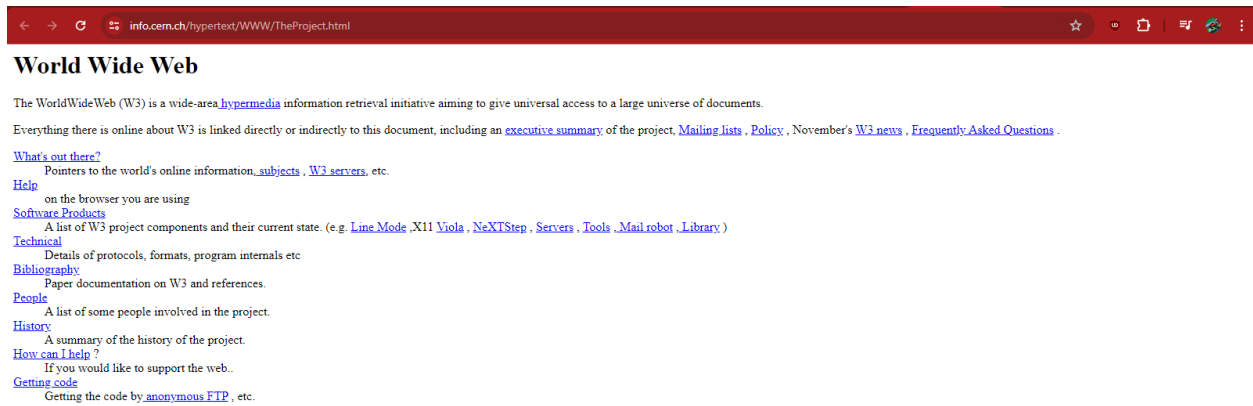 info.cern.ch/hypertext/WWW/TheProject.html
World Wide Web
The WorldWideWeb (W3) is a wide-area hypermedia information retrieval initiative aiming to give universal access to a large universe of documents.
Everything there is online about W3 is linked directly or indirectly to this document, including an executive summary of the project, Mailing lists , Policy , November's W3 news , Frequently Asked Questions .
What's out there?
Pointers to the world's online information, subjects , W3 servers, etc.
Help
on the browser you are using
Software Products
A list of W3 project components and their current state. (e.g. Line Mode ,X11 Viola , NeXTStep , Servers , Tools , Mail robot , Library )
Technical
Details of protocols, formats, program internals etc
Bibliography
Paper documentation on W3 and references.
People
A list of some people involved in the project.
History
A summary of the history of the project.
How can I help ?
If you would like to support the web..
Getting code
Getting the code by anonymous FTP , etc.